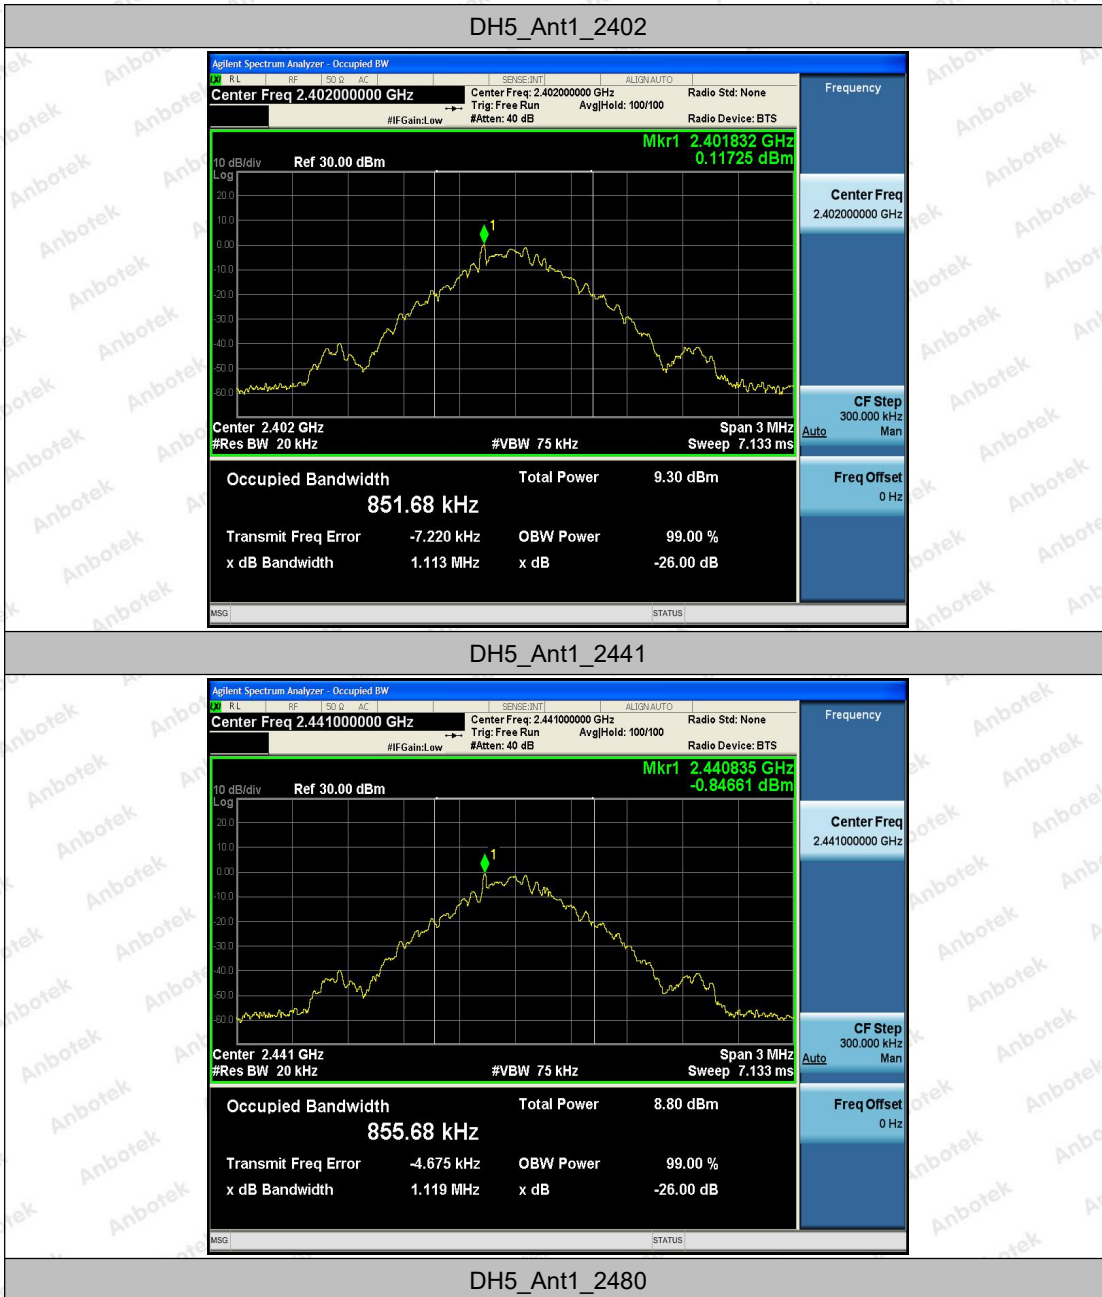 DH5_Ant1_2402
Agilent Spectrum Analyzer - Occupied BW
LXI RL RF 50 Ω AC SENSE:INT ALIGNAUTO
Center Freq 2.402000000 GHz
Center Freq: 2.402000000 GHz Radio Std: None
Trig: Free Run Avg|Hold: 100/100
#IFGain:Low #Atten: 40 dB Radio Device: BTS
Mkr1 2.401832 GHz
0.11725 dBm
10 dB/div Ref 30.00 dBm
Log
20.0
10.0
0.00
-10.0
-20.0
-30.0
-40.0
-50.0
-60.0
1
Center 2.402 GHz Span 3 MHz
#Res BW 20 kHz #VBW 75 kHz Sweep 7.133 ms
Occupied Bandwidth Total Power 9.30 dBm
851.68 kHz
Transmit Freq Error -7.220 kHz OBW Power 99.00 %
x dB Bandwidth 1.113 MHz x dB -26.00 dB
MSG STATUS
Frequency
Center Freq
2.402000000 GHz
CF Step
300.000 kHz
Auto Man
Freq Offset
0 Hz
DH5_Ant1_2441
Agilent Spectrum Analyzer - Occupied BW
LXI RL RF 50 Ω AC SENSE:INT ALIGNAUTO
Center Freq 2.441000000 GHz
Center Freq: 2.441000000 GHz Radio Std: None
Trig: Free Run Avg|Hold: 100/100
#IFGain:Low #Atten: 40 dB Radio Device: BTS
Mkr1 2.440835 GHz
-0.84661 dBm
10 dB/div Ref 30.00 dBm
Log
20.0
10.0
0.00
-10.0
-20.0
-30.0
-40.0
-50.0
-60.0
1
Center 2.441 GHz Span 3 MHz
#Res BW 20 kHz #VBW 75 kHz Sweep 7.133 ms
Occupied Bandwidth Total Power 8.80 dBm
855.68 kHz
Transmit Freq Error -4.675 kHz OBW Power 99.00 %
x dB Bandwidth 1.119 MHz x dB -26.00 dB
MSG STATUS
Frequency
Center Freq
2.441000000 GHz
CF Step
300.000 kHz
Auto Man
Freq Offset
0 Hz
DH5_Ant1_2480
Anbotek